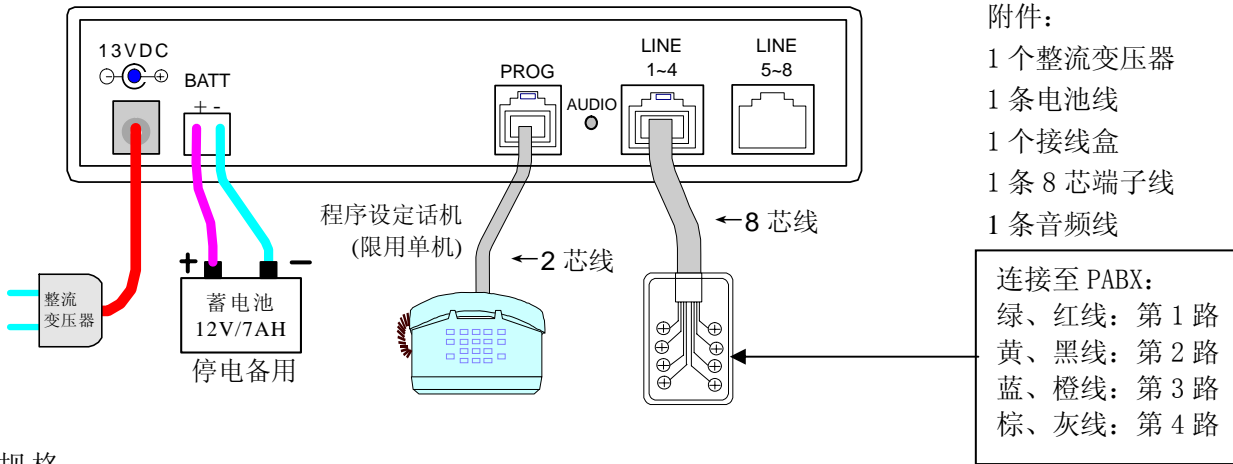 13VDC
BATT
+ -
PROG
AUDIO
LINE
1~4
LINE
5~8
附件：
1 个整流变压器
1 条电池线
1 个接线盒
1 条 8 芯端子线
1 条音频线
程序设定话机
(限用单机)
←2 芯线
←8 芯线
整流
变压器
+ −
蓄电池
12V/7AH
停电备用
连接至 PABX：
绿、红线：第 1 路
黄、黑线：第 2 路
蓝、橙线：第 3 路
棕、灰线：第 4 路